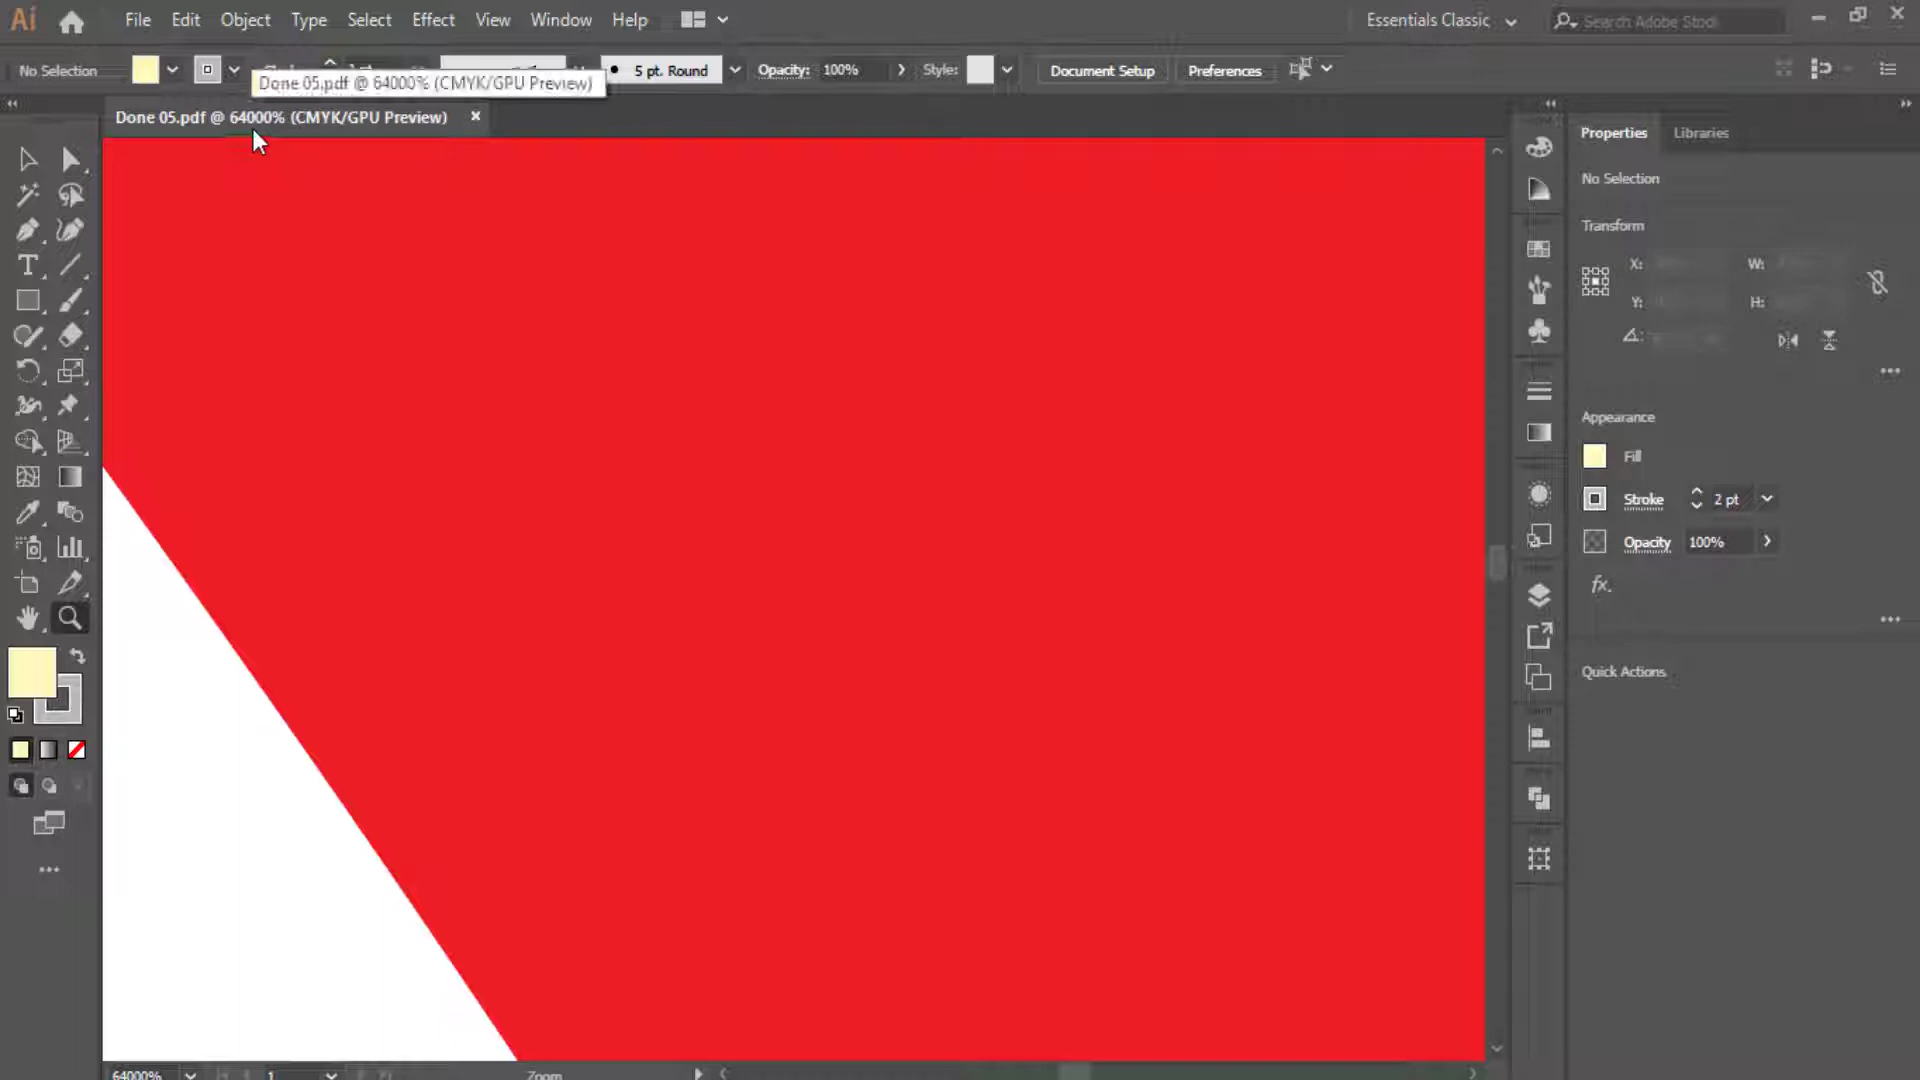 Ai File Edit Object Type Select Effect View Window Help Essentials Classic Search Adobe Stock
No Selection 5 pt. Round Opacity: 100% Style: Document Setup Preferences
Done 05.pdf @ 64000% (CMYK/GPU Preview)
Done 05.pdf @ 64000% (CMYK/GPU Preview) ×
Properties Libraries
No Selection
Transform
X: W:
Y: H:
Appearance
Fill
Stroke 2 pt
Opacity 100%
fx.
Quick Actions
64000% 1 Zoom